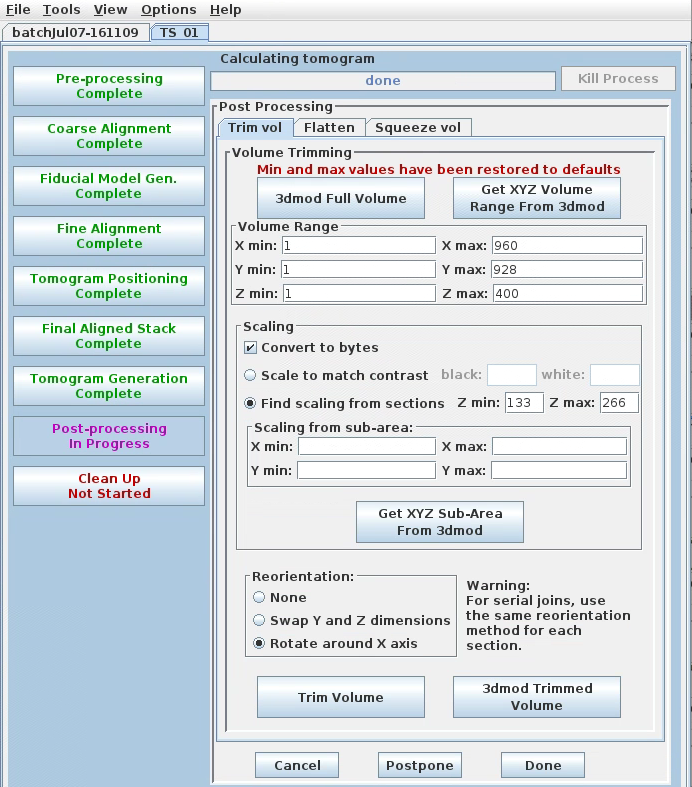 File Tools View Options Help
batchJul07-161109 TS_01
Calculating tomogram
done
Kill Process
Pre-processing
Complete
Coarse Alignment
Complete
Fiducial Model Gen.
Complete
Fine Alignment
Complete
Tomogram Positioning
Complete
Final Aligned Stack
Complete
Tomogram Generation
Complete
Post-processing
In Progress
Clean Up
Not Started
Post Processing
Trim vol Flatten Squeeze vol
Volume Trimming
Min and max values have been restored to defaults
3dmod Full Volume
Get XYZ Volume
Range From 3dmod
Volume Range
X min: 1 X max: 960
Y min: 1 Y max: 928
Z min: 1 Z max: 400
Scaling
Convert to bytes
Scale to match contrast black: white:
Find scaling from sections Z min: 133 Z max: 266
Scaling from sub-area:
X min: X max:
Y min: Y max:
Get XYZ Sub-Area
From 3dmod
Reorientation:
None
Swap Y and Z dimensions
Rotate around X axis
Warning:
For serial joins, use
the same reorientation
method for each
section.
Trim Volume
3dmod Trimmed
Volume
Cancel Postpone Done